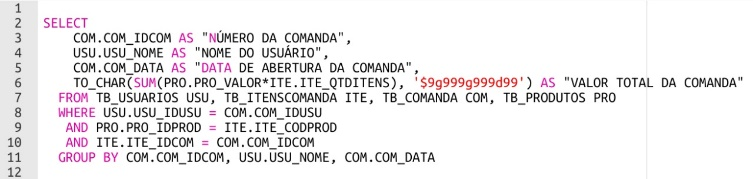 1
2 SELECT
3 COM.COM_IDCOM AS "NÚMERO DA COMANDA",
4 USU.USU_NOME AS "NOME DO USUÁRIO",
5 COM.COM_DATA AS "DATA DE ABERTURA DA COMANDA",
6 TO_CHAR(SUM(PRO.PRO_VALOR*ITE.ITE_QTDITENS), '$9g999g999d99') AS "VALOR TOTAL DA COMANDA"
7 FROM TB_USUARIOS USU, TB_ITENSCOMANDA ITE, TB_COMANDA COM, TB_PRODUTOS PRO
8 WHERE USU.USU_IDUSU = COM.COM_IDUSU
9 AND PRO.PRO_IDPROD = ITE.ITE_CODPROD
10 AND ITE.ITE_IDCOM = COM.COM_IDCOM
11 GROUP BY COM.COM_IDCOM, USU.USU_NOME, COM.COM_DATA
12